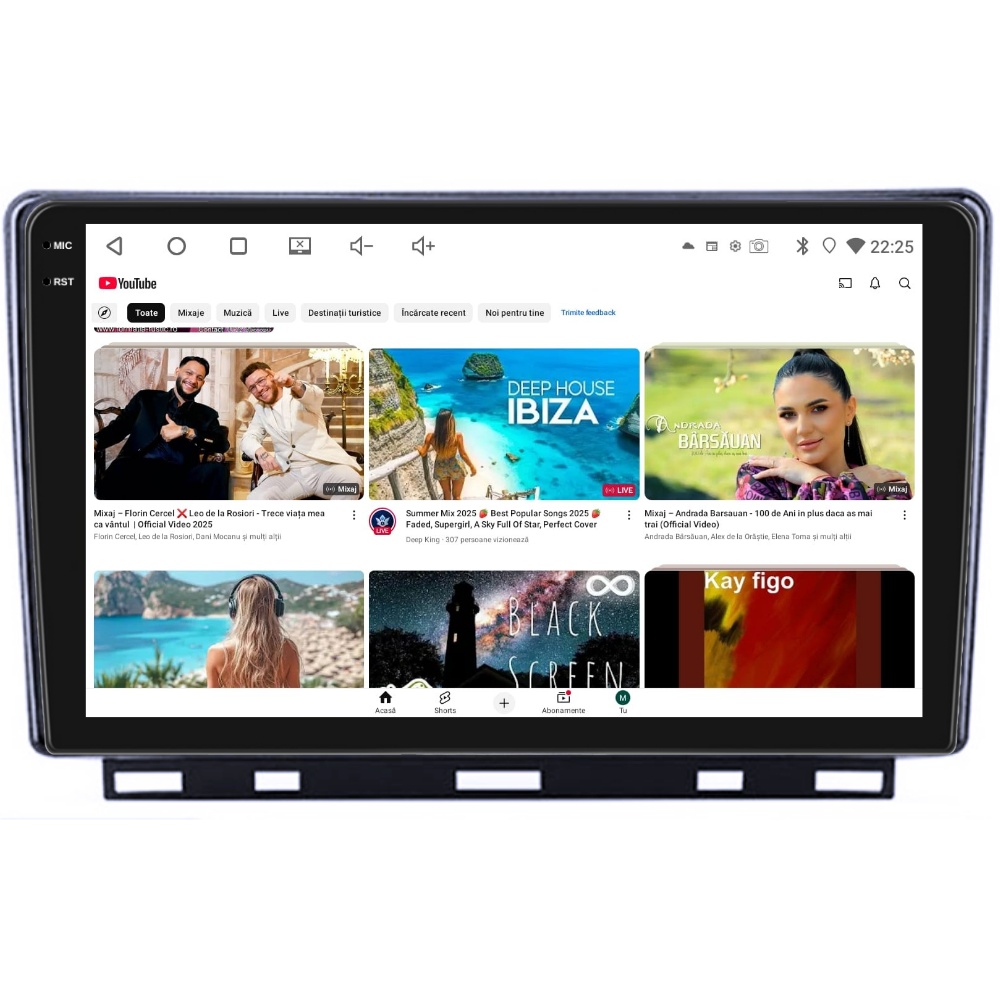 MIC
22:25
RST
YouTube
Toate
Mixaje
Muzică
Live
Destinații turistice
Încărcate recent
Noi pentru tine
Trimite feedback
DEEP HOUSE
IBIZA
ANDRADA
BÂRSĂUAN
Mixaj
LIVE
Mixaj
Mixaj – Florin Cercel ❌ Leo de la Rosiori - Trece viața mea
ca vântul | Official Video 2025
Florin Cercel, Leo de la Rosiori, Dani Mocanu și mulți alții
LIVE
Summer Mix 2025 🍓 Best Popular Songs 2025 🍓
Faded, Supergirl, A Sky Full Of Star, Perfect Cover
Deep King · 307 persoane vizionează
Mixaj – Andrada Barsauan - 100 de Ani in plus daca as mai
trai (Official Video)
Andrada Bârsăuan, Alex de la Orăștie, Elena Toma și mulți alții
BLACK
SCREEN
Kay figo
Acasă
Shorts
Abonamente
M
Tu